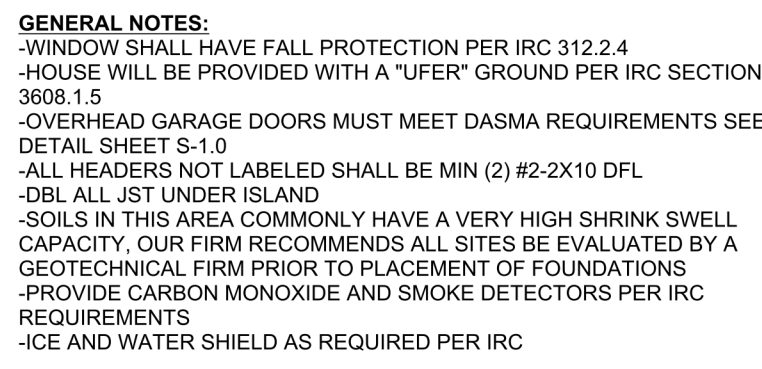 GENERAL NOTES:
-WINDOW SHALL HAVE FALL PROTECTION PER IRC 312.2.4
-HOUSE WILL BE PROVIDED WITH A "UFER" GROUND PER IRC SECTION
3608.1.5
-OVERHEAD GARAGE DOORS MUST MEET DASMA REQUIREMENTS SEE
DETAIL SHEET S-1.0
-ALL HEADERS NOT LABELED SHALL BE MIN (2) #2-2X10 DFL
-DBL ALL JST UNDER ISLAND
-SOILS IN THIS AREA COMMONLY HAVE A VERY HIGH SHRINK SWELL
CAPACITY, OUR FIRM RECOMMENDS ALL SITES BE EVALUATED BY A
GEOTECHNICAL FIRM PRIOR TO PLACEMENT OF FOUNDATIONS
-PROVIDE CARBON MONOXIDE AND SMOKE DETECTORS PER IRC
REQUIREMENTS
-ICE AND WATER SHIELD AS REQUIRED PER IRC